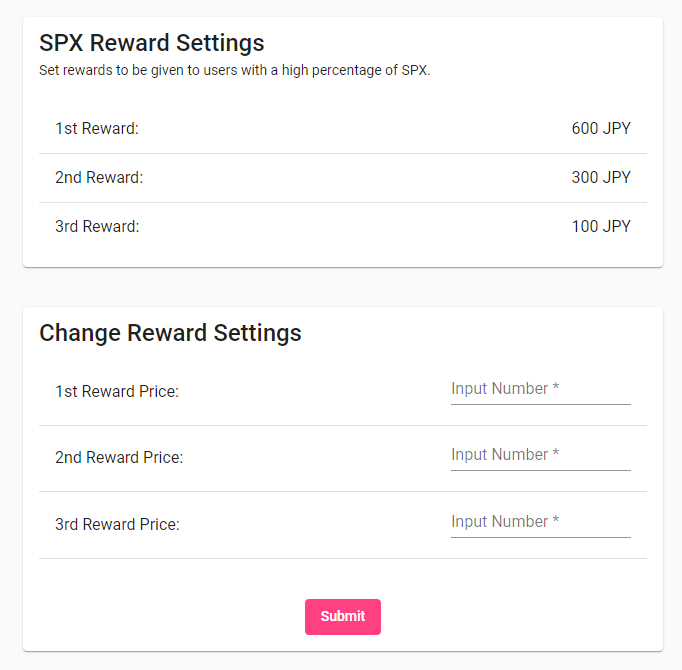 SPX Reward Settings
Set rewards to be given to users with a high percentage of SPX.
1st Reward: 600 JPY
2nd Reward: 300 JPY
3rd Reward: 100 JPY
Change Reward Settings
1st Reward Price: Input Number *
2nd Reward Price: Input Number *
3rd Reward Price: Input Number *
Submit